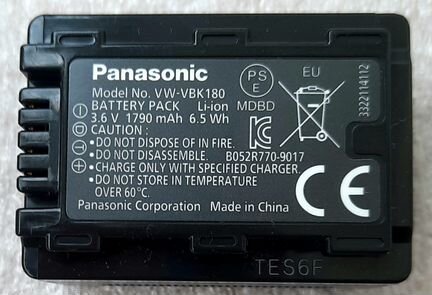 Panasonic
Model No. VW-VBK180
BATTERY PACK Li-ion
3.6 V 1790 mAh 6.5 Wh
CAUTION :
•DO NOT DISPOSE OF IN FIRE.
•DO NOT DISASSEMBLE. B052R770-9017
•CHARGE ONLY WITH SPECIFIED CHARGER.
•DO NOT STORE IN TEMPERATURE
OVER 60℃.
Panasonic Corporation Made in China
PS
E
MDBD
EU
3322114112
CE
TES6F